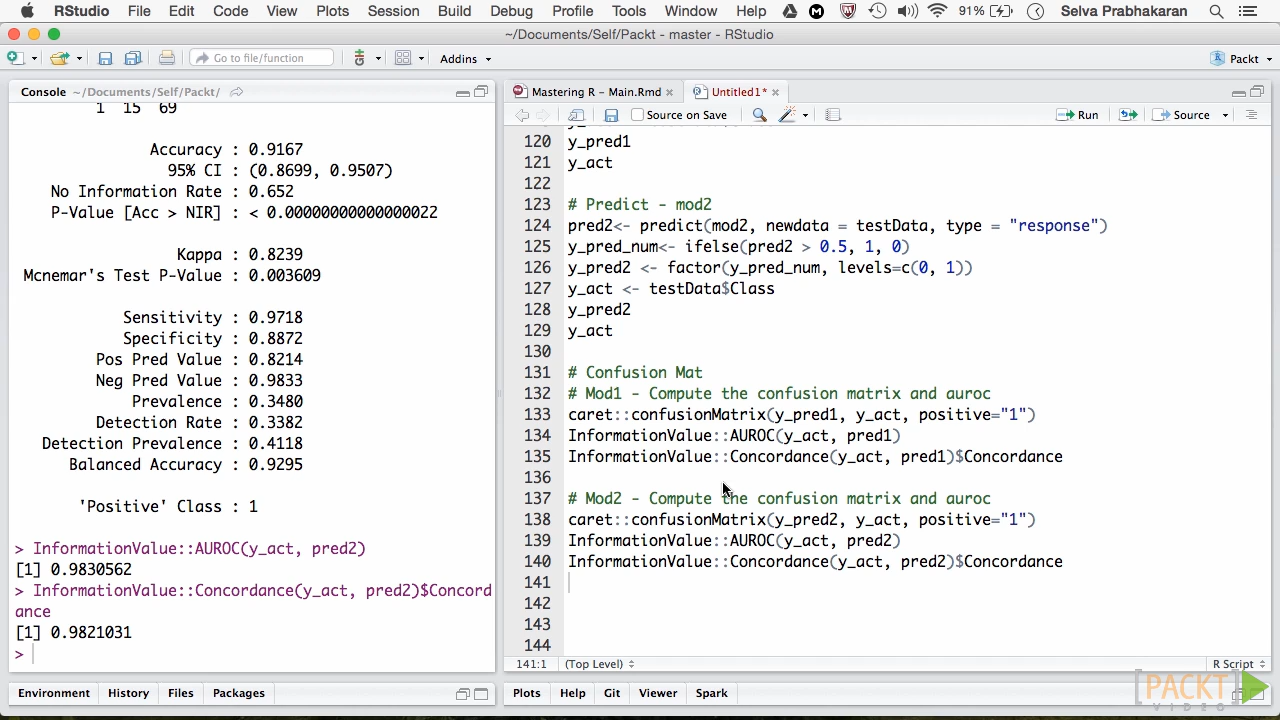 RStudio File Edit Code View Plots Session Build Debug Profile Tools Window Help 91% Selva Prabhakaran
~/Documents/Self/Packt - master - RStudio
Go to file/function Addins Packt
Console ~/Documents/Self/Packt/
1 15 69
Accuracy : 0.9167
95% CI : (0.8699, 0.9507)
No Information Rate : 0.652
P-Value [Acc > NIR] : < 0.00000000000000022
Kappa : 0.8239
Mcnemar's Test P-Value : 0.003609
Sensitivity : 0.9718
Specificity : 0.8872
Pos Pred Value : 0.8214
Neg Pred Value : 0.9833
Prevalence : 0.3480
Detection Rate : 0.3382
Detection Prevalence : 0.4118
Balanced Accuracy : 0.9295
'Positive' Class : 1
> InformationValue::AUROC(y_act, pred2)
[1] 0.9830562
> InformationValue::Concordance(y_act, pred2)$Concord
ance
[1] 0.9821031
>
Environment History Files Packages
Mastering R - Main.Rmd Untitled1*
Source on Save Run Source
120 y_pred1
121 y_act
122
123 # Predict - mod2
124 pred2<- predict(mod2, newdata = testData, type = "response")
125 y_pred_num<- ifelse(pred2 > 0.5, 1, 0)
126 y_pred2 <- factor(y_pred_num, levels=c(0, 1))
127 y_act <- testData$Class
128 y_pred2
129 y_act
130
131 # Confusion Mat
132 # Mod1 - Compute the confusion matrix and auroc
133 caret::confusionMatrix(y_pred1, y_act, positive="1")
134 InformationValue::AUROC(y_act, pred1)
135 InformationValue::Concordance(y_act, pred1)$Concordance
136
137 # Mod2 - Compute the confusion matrix and auroc
138 caret::confusionMatrix(y_pred2, y_act, positive="1")
139 InformationValue::AUROC(y_act, pred2)
140 InformationValue::Concordance(y_act, pred2)$Concordance
141
142
143
144
141:1 (Top Level) R Script
Plots Help Git Viewer Spark
PACKT
VIDEO